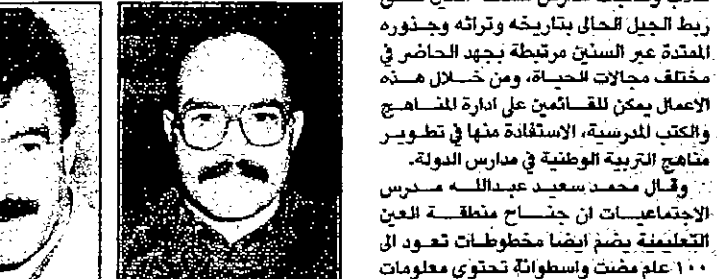 ربط الجيل الحالى بتاريخه وتراثه وجذوره
الممتدة عبر السنين مرتبطة بجهد الحاضر في
مختلف مجالات الحياة، ومن خلال هذه
الاعمال يمكن للقائمين على ادارة المناهج
والكتب المدرسية، الاستفادة منها في تطوير
مناهج التربية الوطنية في مدارس الدولة.
وقال محمد سعيد عبدالله مدرس
الاجتماعيات ان جناح منطقة العين
التعليمية يضم ايضا مخطوطات تعود الى
١٠٠ عام مضت واسطوانة تحتوي معلومات